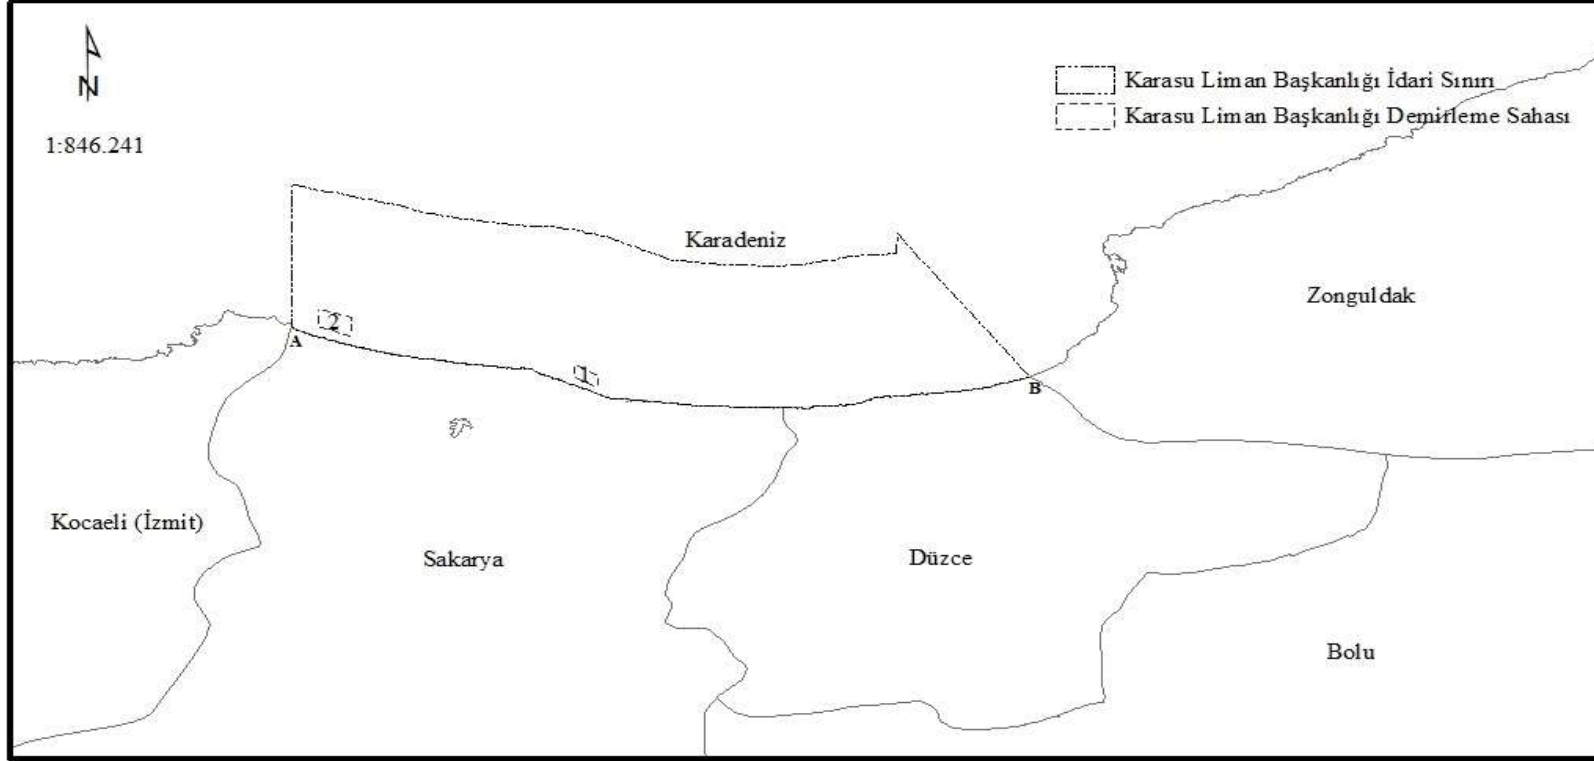 N
1:846.241
Karasu Liman Başkanlığı İdari Sınırı
Karasu Liman Başkanlığı Demirleme Sahası
Karadeniz
Zonguldak
2
A
1
B
Kocaeli (İzmit)
Sakarya
Düzce
Bolu